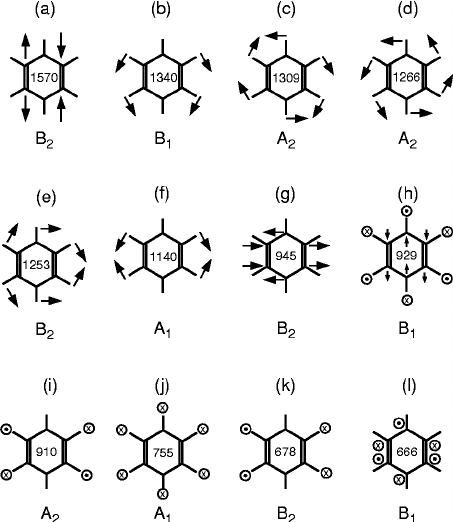 (a) (b) (c) (d)
1570 1340 1309 1266
B2 B1 A2 A2
(e) (f) (g) (h)
1253 1140 945 929
B2 A1 B2 B1
(i) (j) (k) (l)
910 755 678 666
A2 A1 B2 B1